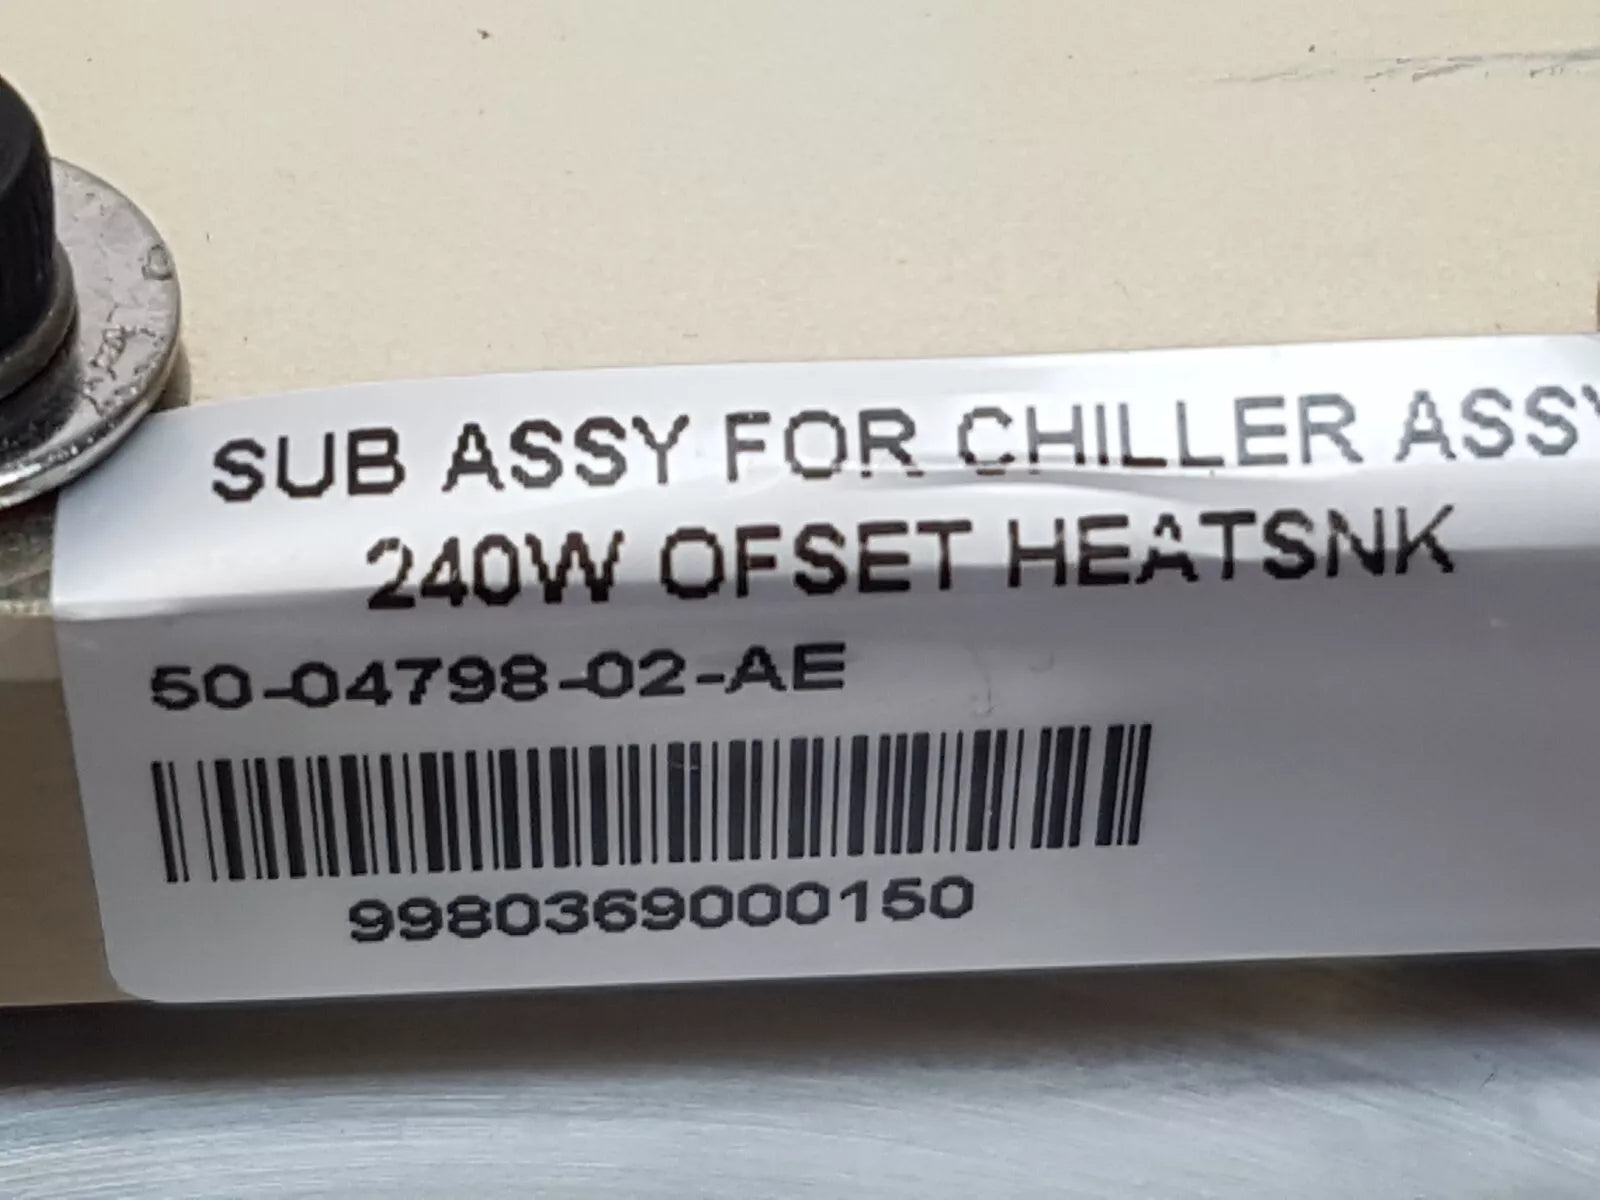 SUB ASSY FOR CHILLER ASSY
240W OFSET HEATSNK
50-04798-02-AE
9980369000150